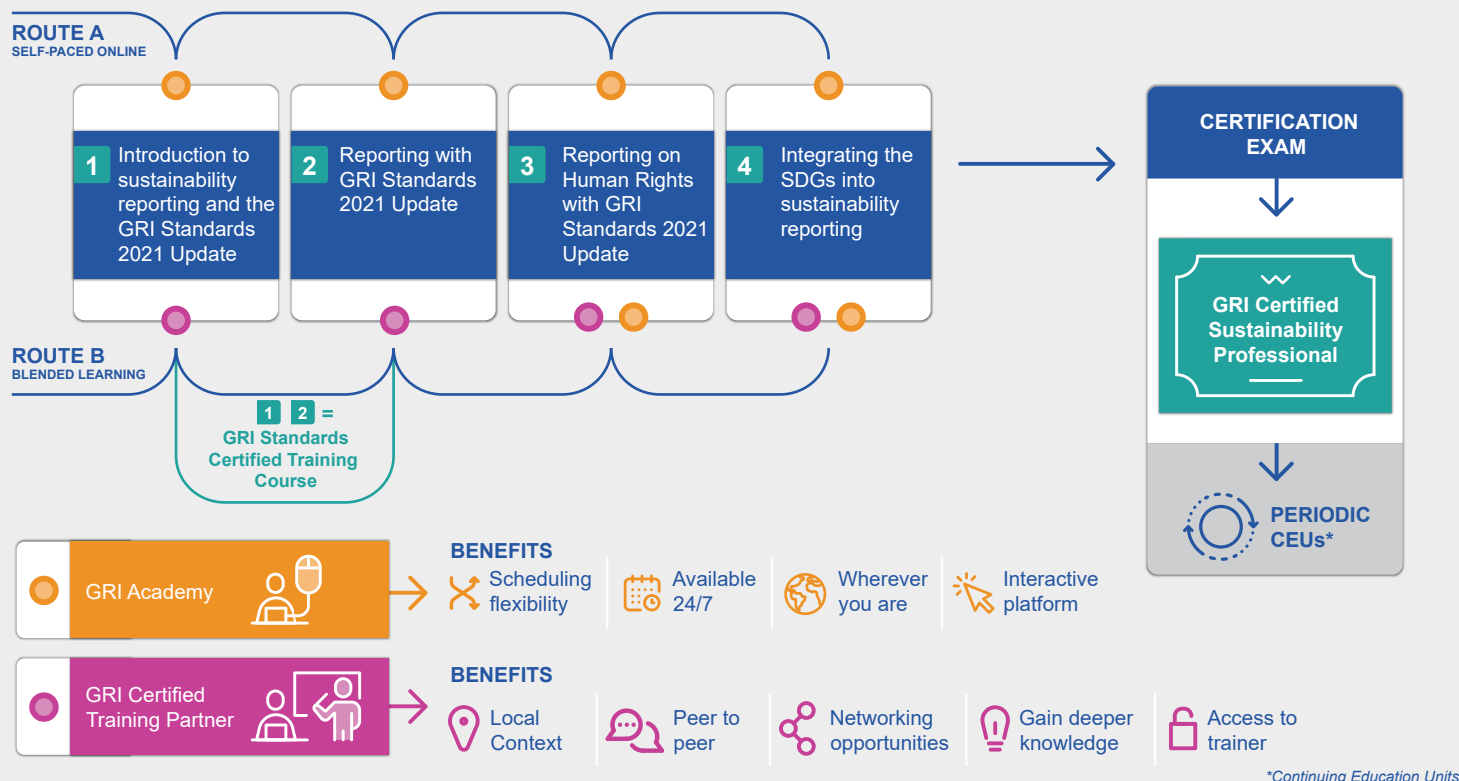 ROUTE A
SELF-PACED ONLINE
1
Introduction to
sustainability
reporting and the
GRI Standards
2021 Update
2
Reporting with
GRI Standards
2021 Update
3
Reporting on
Human Rights
with GRI
Standards 2021
Update
4
Integrating the
SDGs into
sustainability
reporting
CERTIFICATION
EXAM
GRI Certified
Sustainability
Professional
PERIODIC
CEUs*
ROUTE B
BLENDED LEARNING
1 2 =
GRI Standards
Certified Training
Course
GRI Academy
BENEFITS
Scheduling
flexibility
Available
24/7
Wherever
you are
Interactive
platform
GRI Certified
Training Partner
BENEFITS
Local
Context
Peer to
peer
Networking
opportunities
Gain deeper
knowledge
Access to
trainer
*Continuing Education Units